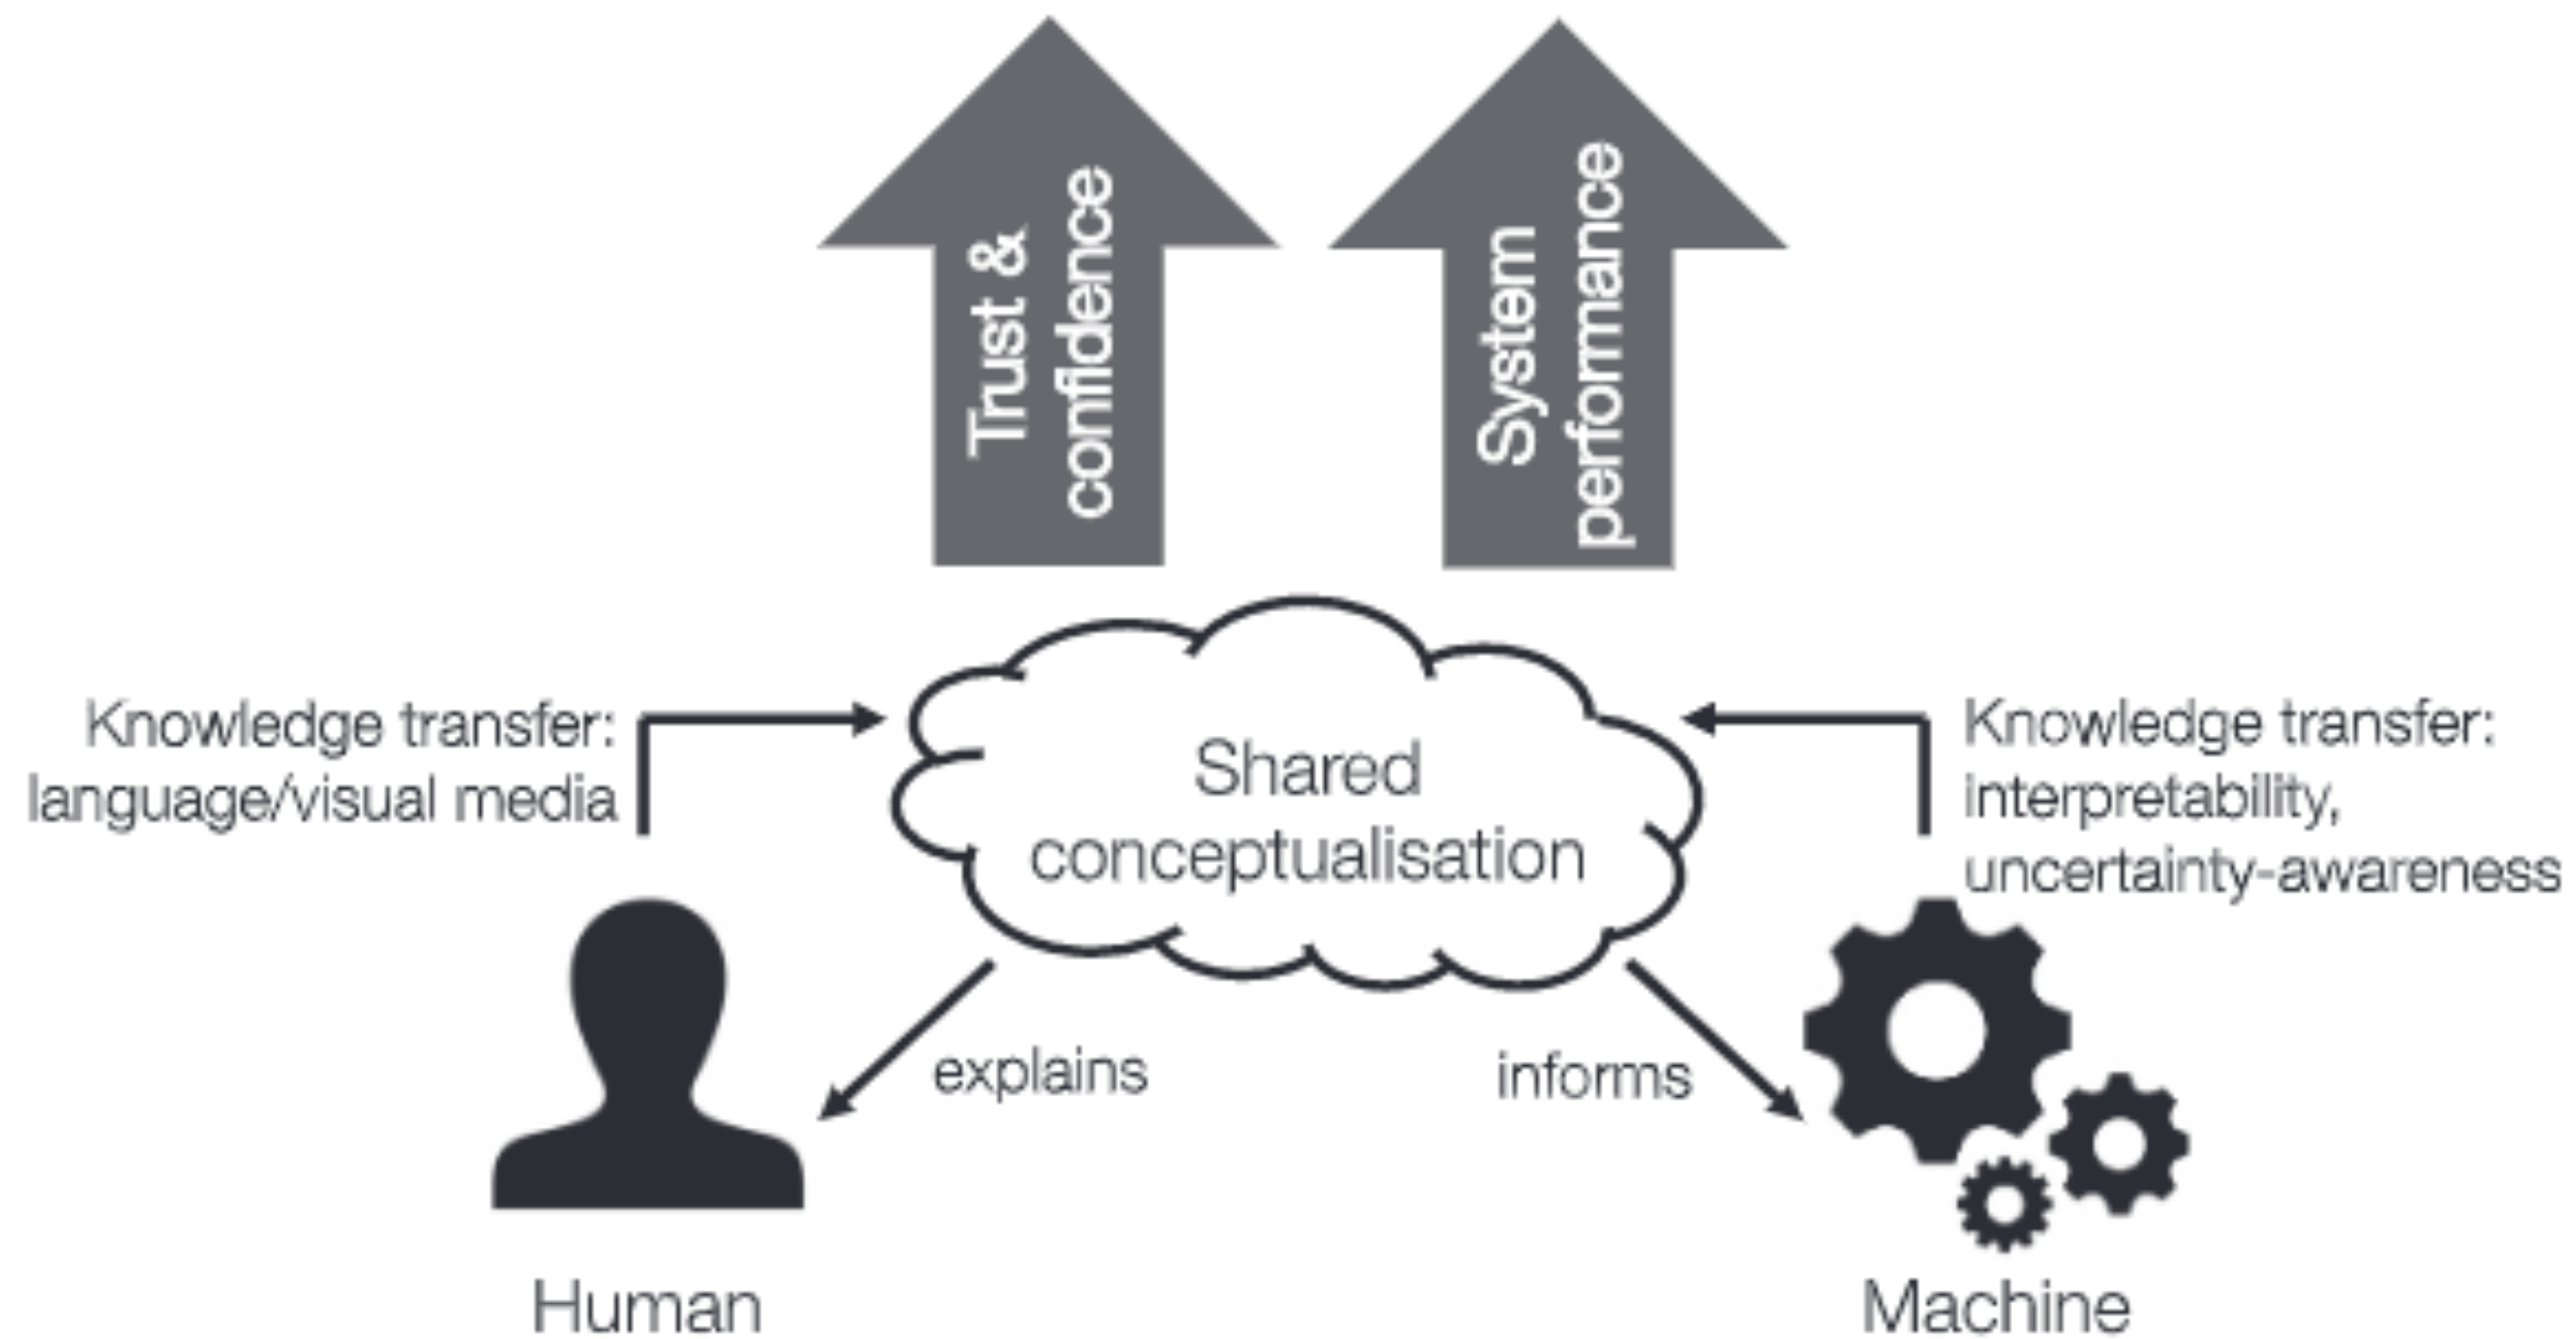 Trust &
confidence
System
performance
Knowledge transfer:
language/visual media
Shared
conceptualisation
Knowledge transfer:
interpretability,
uncertainty-awareness
explains
informs
Human
Machine